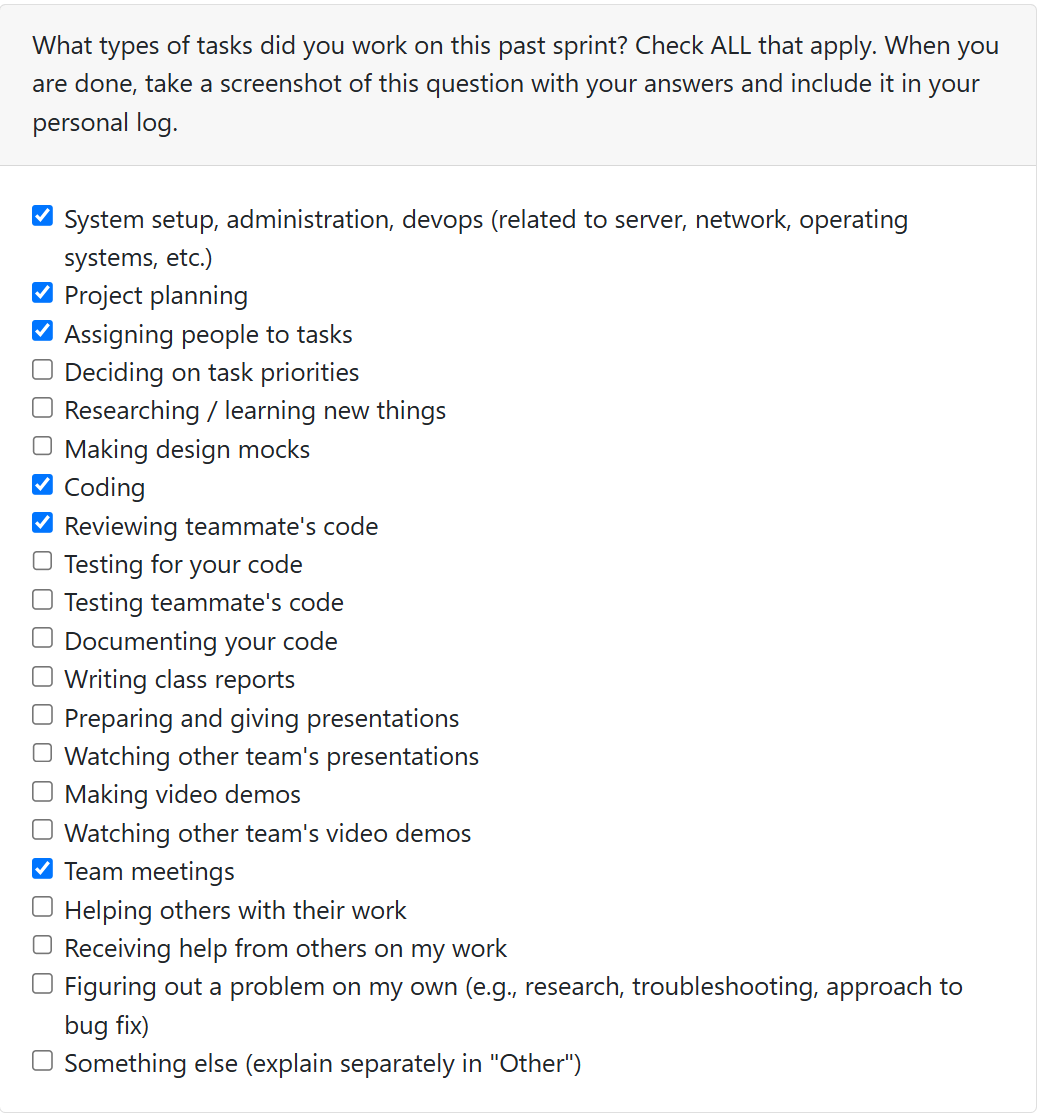 What types of tasks did you work on this past sprint? Check ALL that apply. When you
are done, take a screenshot of this question with your answers and include it in your
personal log.
System setup, administration, devops (related to server, network, operating
systems, etc.)
Project planning
Assigning people to tasks
Deciding on task priorities
Researching / learning new things
Making design mocks
Coding
Reviewing teammate's code
Testing for your code
Testing teammate's code
Documenting your code
Writing class reports
Preparing and giving presentations
Watching other team's presentations
Making video demos
Watching other team's video demos
Team meetings
Helping others with their work
Receiving help from others on my work
Figuring out a problem on my own (e.g., research, troubleshooting, approach to
bug fix)
Something else (explain separately in "Other")